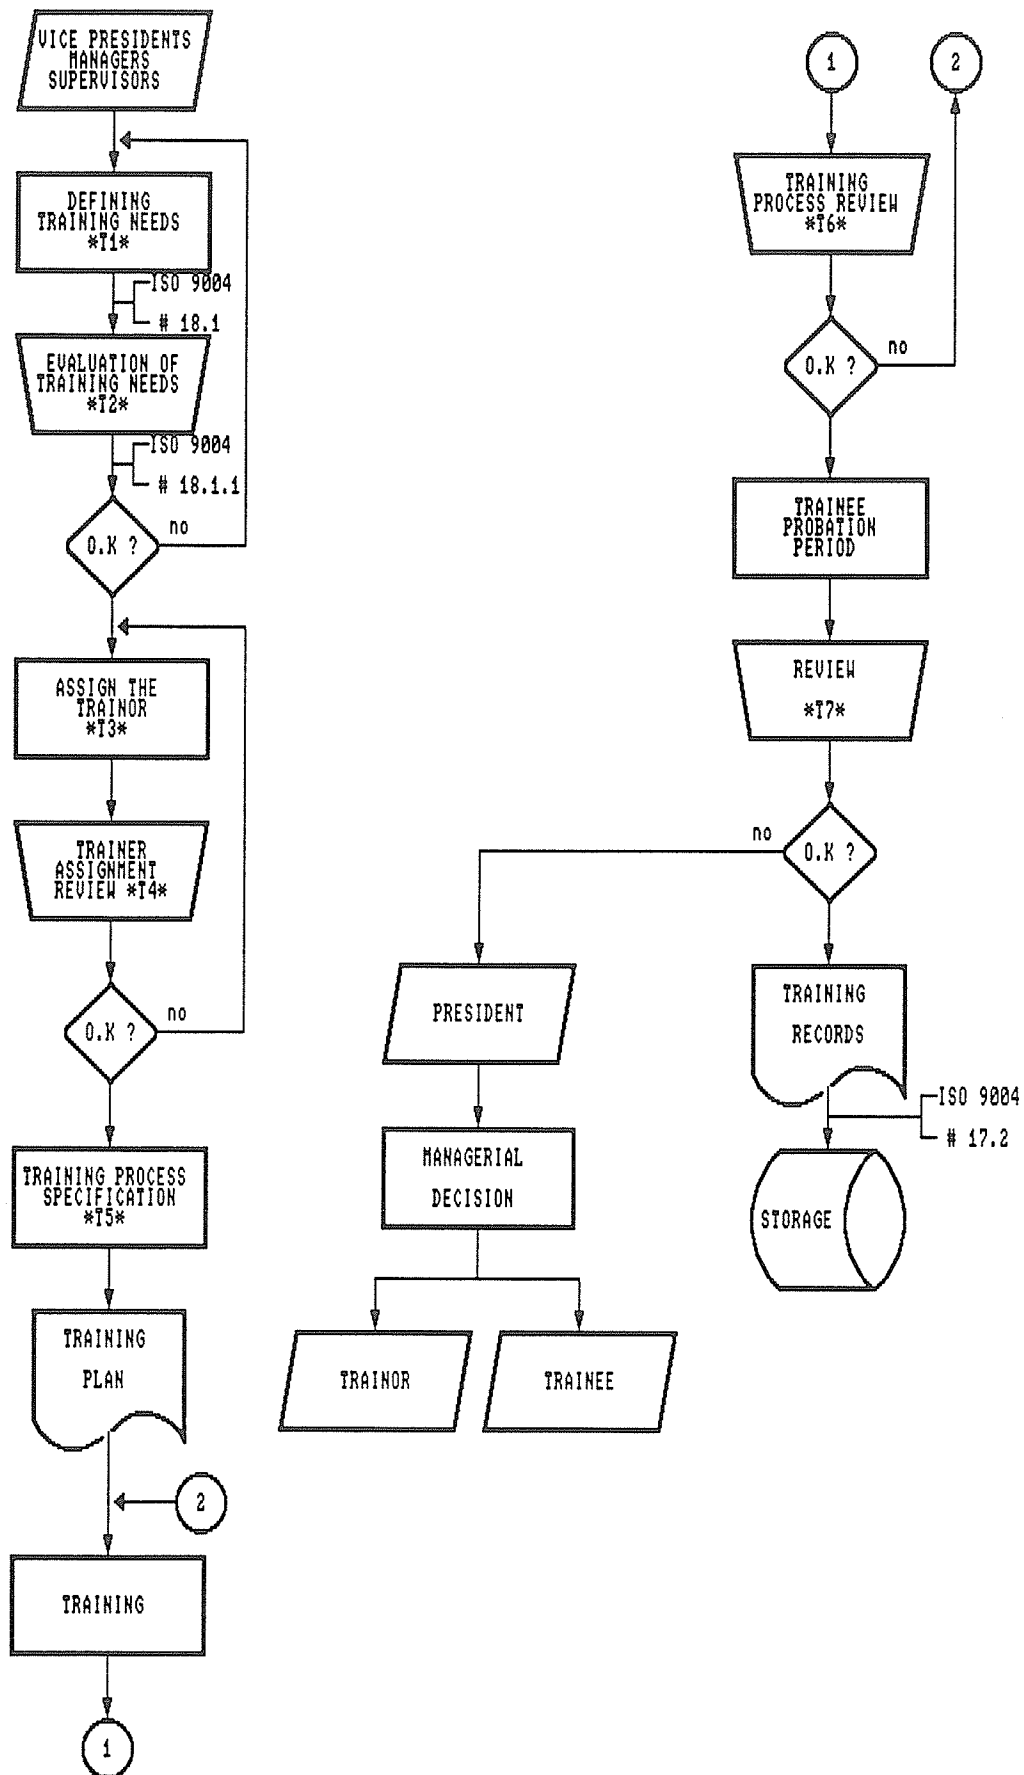 VICE PRESIDENTS
MANAGERS
SUPERVISORS
DEFINING
TRAINING NEEDS
*T1*
ISO 9004
# 18.1
EVALUATION OF
TRAINING NEEDS
*T2*
ISO 9004
# 18.1.1
O.K ?
no
ASSIGN THE
TRAINOR
*T3*
TRAINER
ASSIGNMENT
REVIEW *T4*
O.K ?
no
TRAINING PROCESS
SPECIFICATION
*T5*
TRAINING
PLAN
2
TRAINING
1
1
2
TRAINING
PROCESS REVIEW
*T6*
O.K ?
no
TRAINEE
PROBATION
PERIOD
REVIEW
*T7*
O.K ?
no
PRESIDENT
MANAGERIAL
DECISION
TRAINOR
TRAINEE
TRAINING
RECORDS
ISO 9004
# 17.2
STORAGE